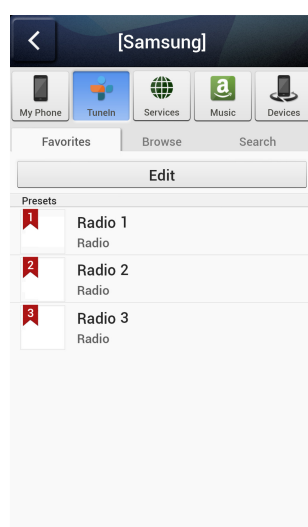 [Samsung]
My Phone TuneIn Services Music Devices
Favorites Browse Search
Edit
Presets
1
Radio 1
Radio
2
Radio 2
Radio
3
Radio 3
Radio